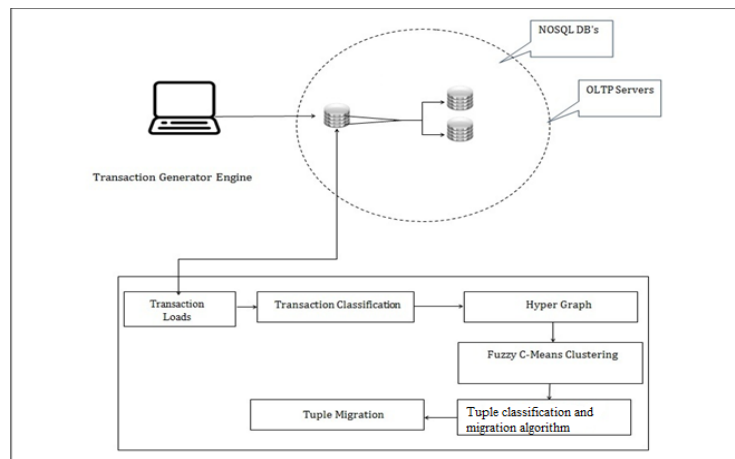 NOSQL DB's
OLTP Servers
Transaction Generator Engine
Transaction
Loads
Transaction Classification
Hyper Graph
Fuzzy C-Means Clustering
Tuple Migration
Tuple classification and
migration algorithm